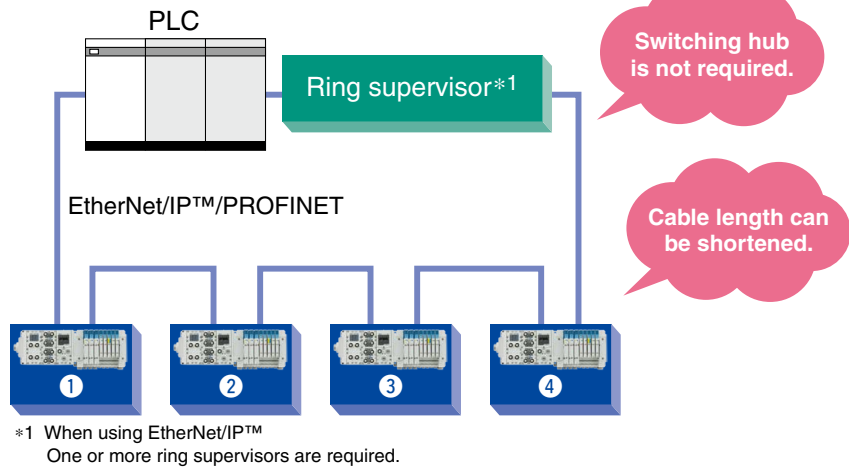 PLC
Ring supervisor*1
Switching hub
is not required.
EtherNet/IP™/PROFINET
Cable length can
be shortened.
1
2
3
4
*1 When using EtherNet/IP™
One or more ring supervisors are required.